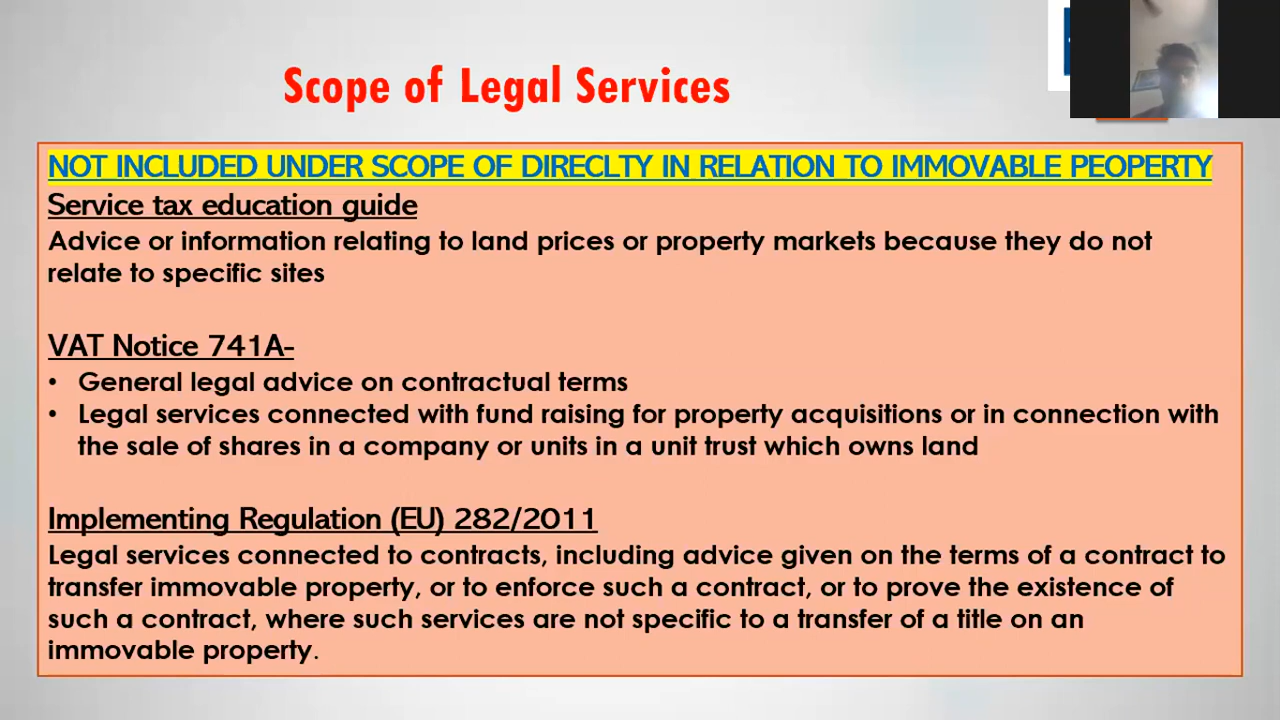 Scope of Legal Services
NOT INCLUDED UNDER SCOPE OF DIRECLTY IN RELATION TO IMMOVABLE PEOPERTY
Service tax education guide
Advice or information relating to land prices or property markets because they do not
relate to specific sites
VAT Notice 741A-
• General legal advice on contractual terms
• Legal services connected with fund raising for property acquisitions or in connection with
the sale of shares in a company or units in a unit trust which owns land
Implementing Regulation (EU) 282/2011
Legal services connected to contracts, including advice given on the terms of a contract to
transfer immovable property, or to enforce such a contract, or to prove the existence of
such a contract, where such services are not specific to a transfer of a title on an
immovable property.